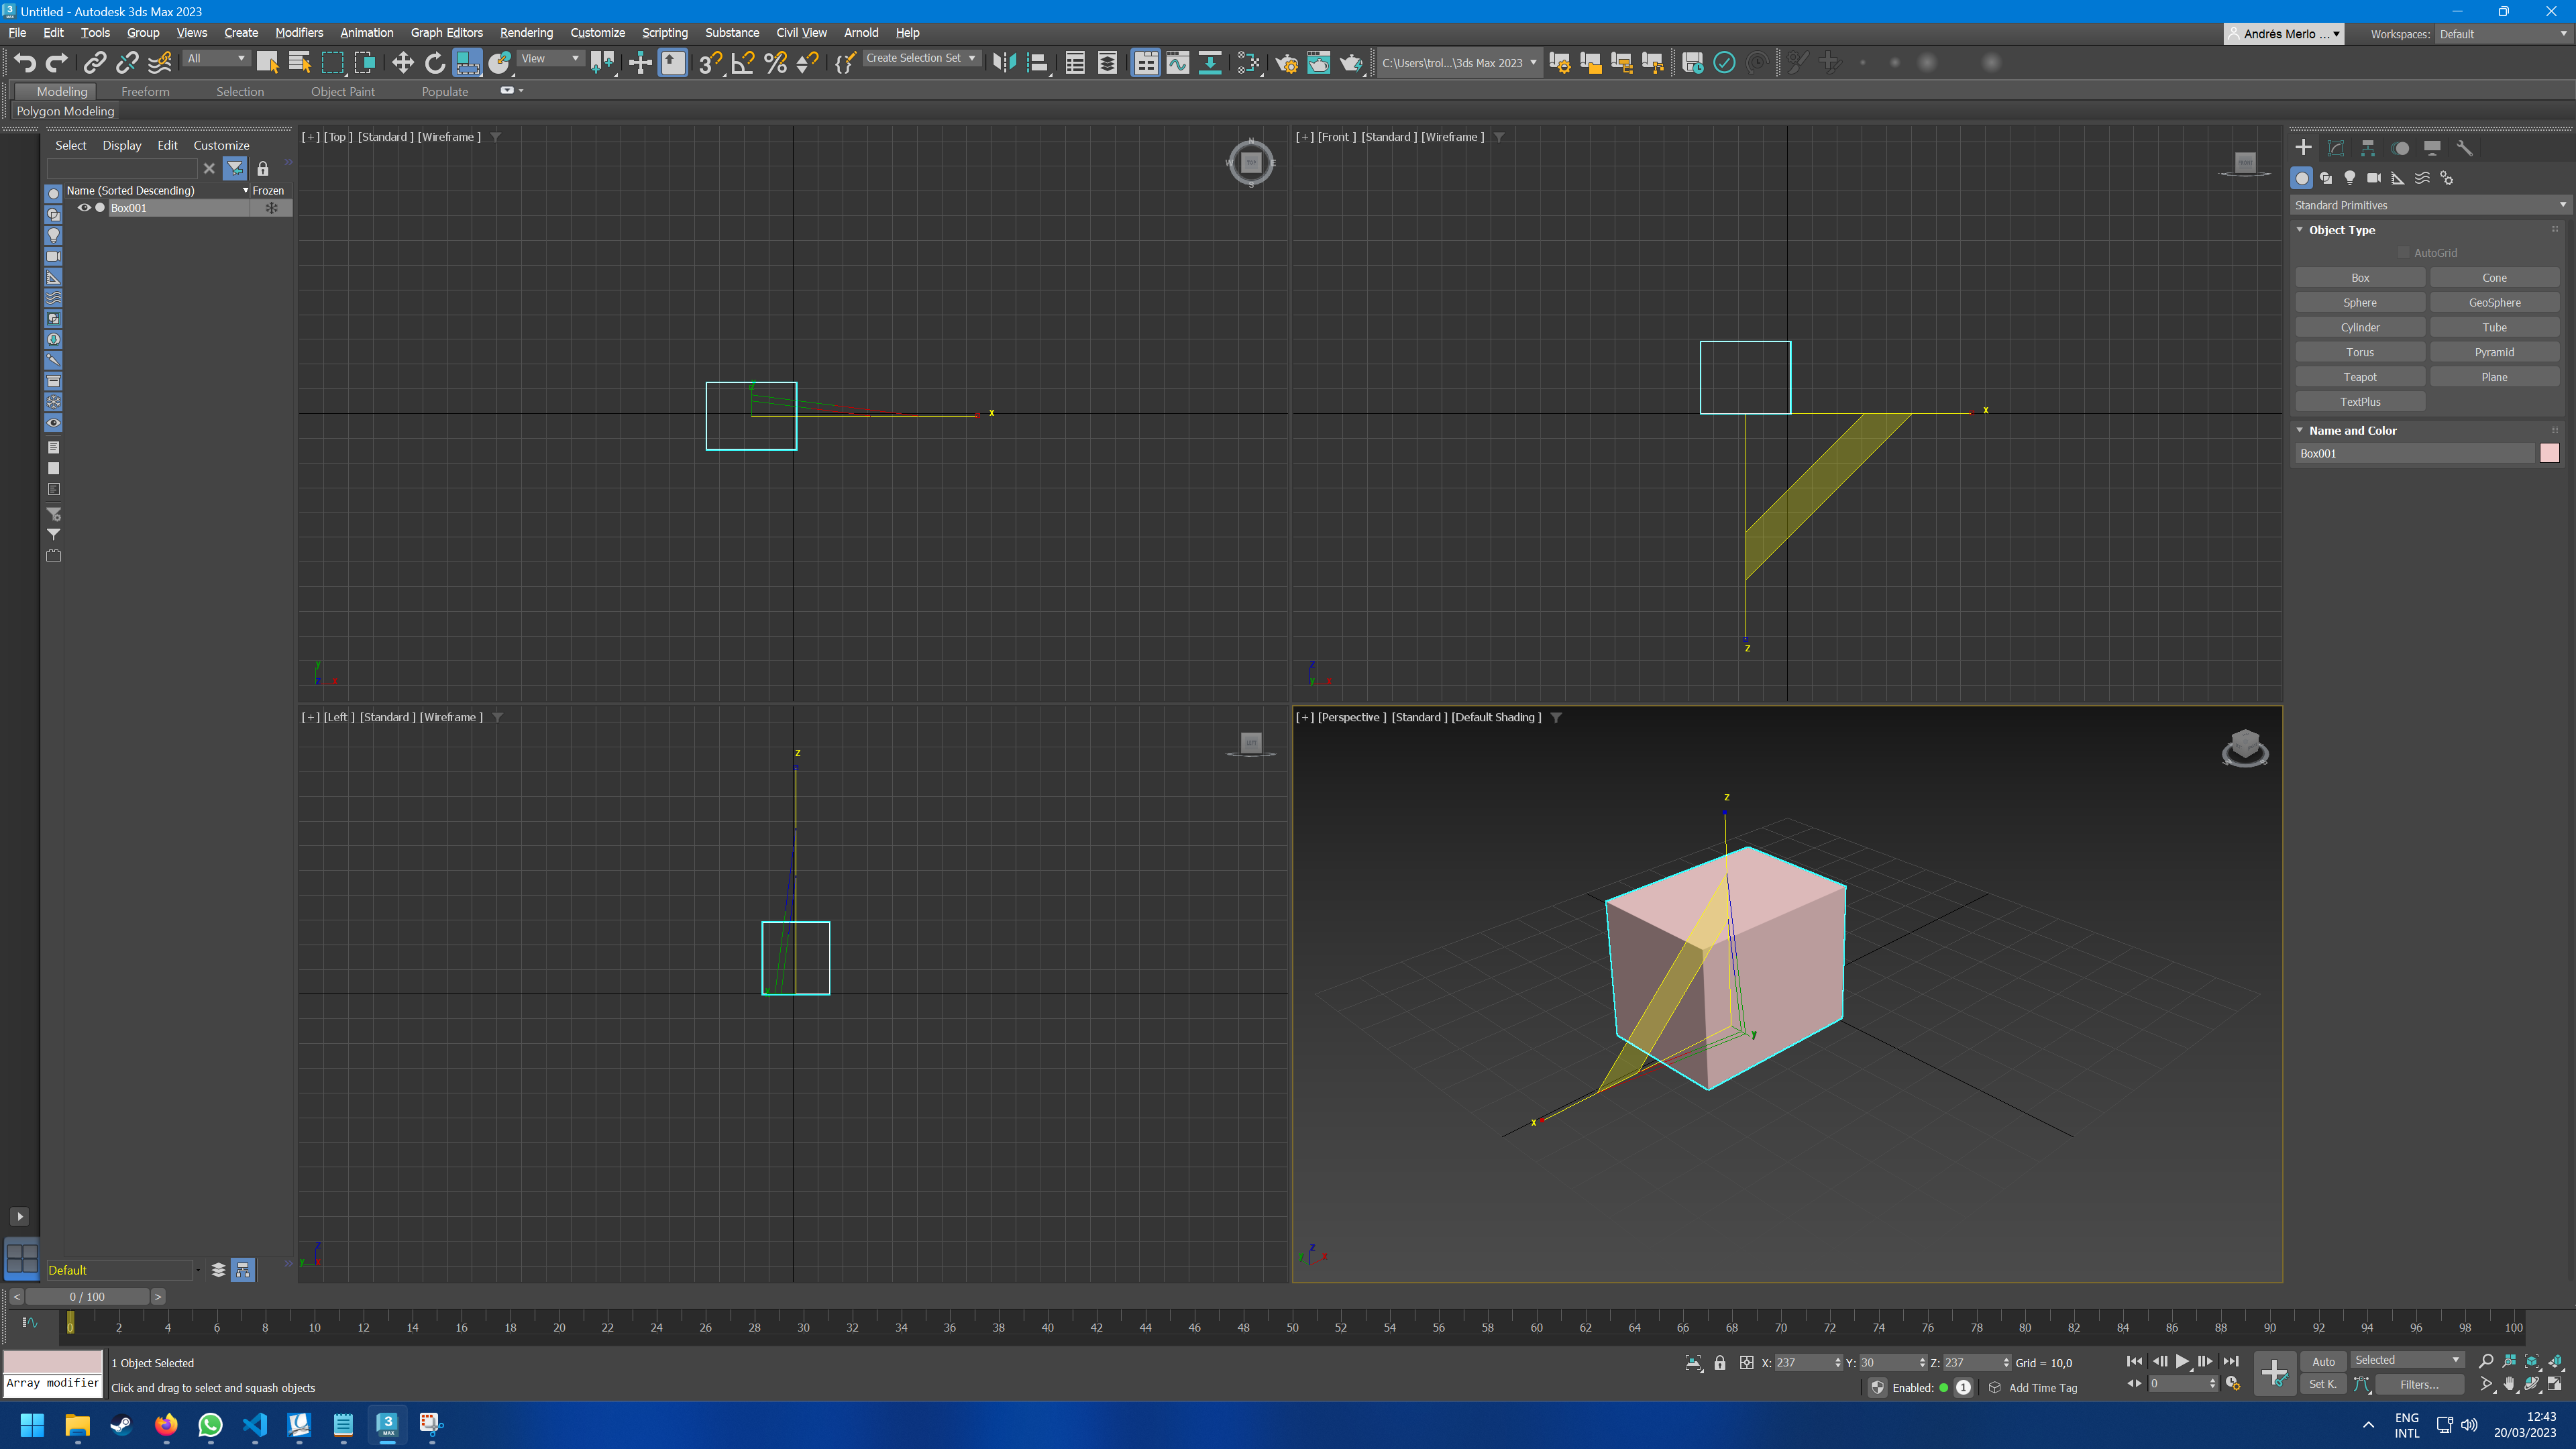 Untitled - Autodesk 3ds Max 2023
File Edit Tools Group Views Create Modifiers Animation Graph Editors Rendering Customize Scripting Substance Civil View Arnold Help
Andrés Merlo ...
Workspaces: Default
All
View
Create Selection Set
C:\Users\trol...\3ds Max 2023
Modeling Freeform Selection Object Paint Populate
Polygon Modeling
Select Display Edit Customize
Name (Sorted Descending) Frozen
Box001
[+] [Top ] [Standard ] [Wireframe ]
N
W TOP E
S
y
x
y
z x
[+] [Front ] [Standard ] [Wireframe ]
FRONT
x
z
z
y x
[+] [Left ] [Standard ] [Wireframe ]
LEFT
z
y
z
y x
[+] [Perspective ] [Standard ] [Default Shading ]
z
y
x
z
y x
Standard Primitives
Object Type
AutoGrid
Box Cone
Sphere GeoSphere
Cylinder Tube
Torus Pyramid
Teapot Plane
TextPlus
Name and Color
Box001
Default
< 0 / 100 >
0 2 4 6 8 10 12 14 16 18 20 22 24 26 28 30 32 34 36 38 40 42 44 46 48 50 52 54 56 58 60 62 64 66 68 70 72 74 76 78 80 82 84 86 88 90 92 94 96 98 100
1 Object Selected
Array modifier
Click and drag to select and squash objects
X: 237 Y: 30 Z: 237 Grid = 10,0
Enabled: 1 Add Time Tag
0
Auto Selected
Set K. Filters...
3
MAX
ENG
INTL
12:43
20/03/2023